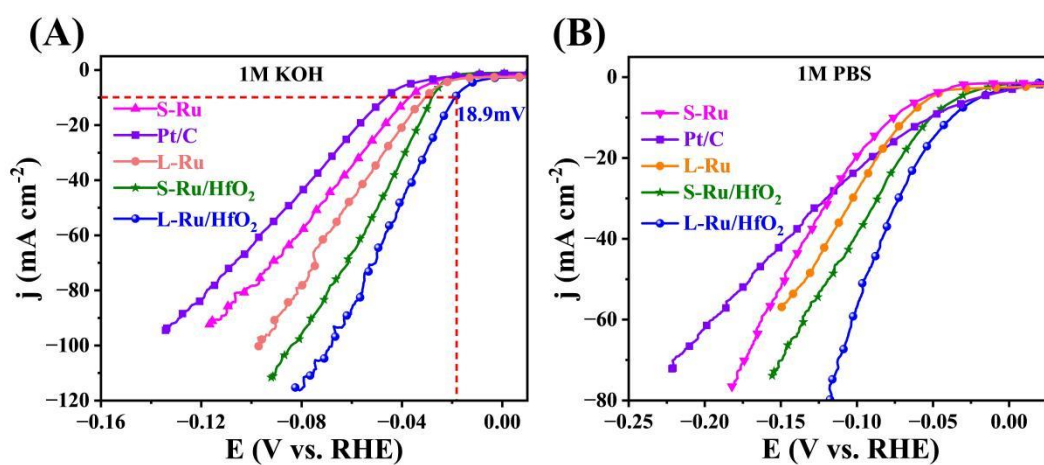 (A)
1M KOH
S-Ru
Pt/C
L-Ru
S-Ru/HfO₂
L-Ru/HfO₂
18.9mV
0
−20
−40
−60
−80
−100
−120
−0.16
−0.12
−0.08
−0.04
0.00
j (mA cm⁻²)
E (V vs. RHE)
(B)
1M PBS
S-Ru
Pt/C
L-Ru
S-Ru/HfO₂
L-Ru/HfO₂
0
−20
−40
−60
−80
−0.25
−0.20
−0.15
−0.10
−0.05
0.00
j (mA cm⁻²)
E (V vs. RHE)